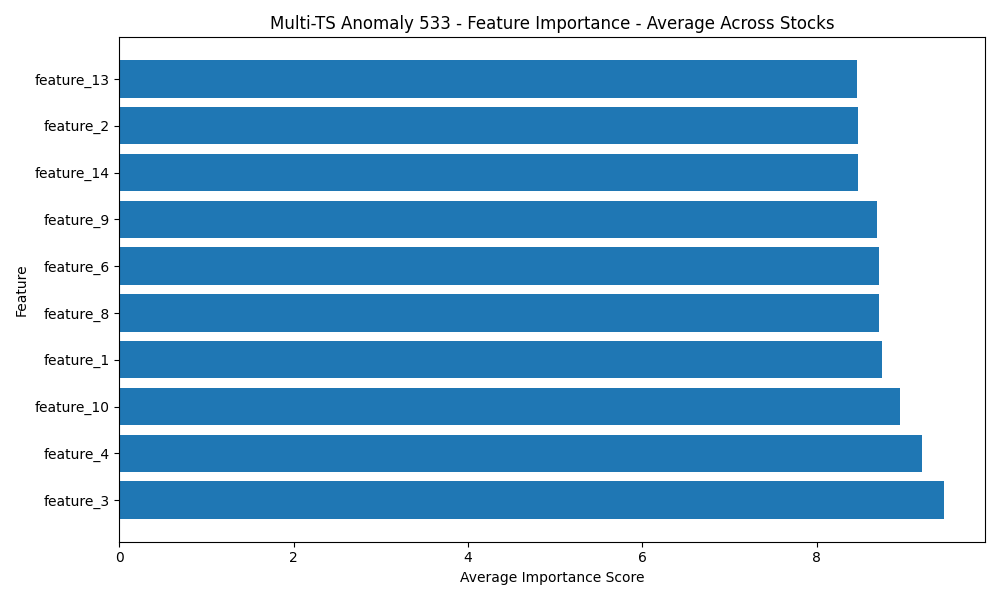 Multi-TS Anomaly 533 - Feature Importance - Average Across Stocks
Feature
feature_13
feature_2
feature_14
feature_9
feature_6
feature_8
feature_1
feature_10
feature_4
feature_3
0 2 4 6 8
Average Importance Score